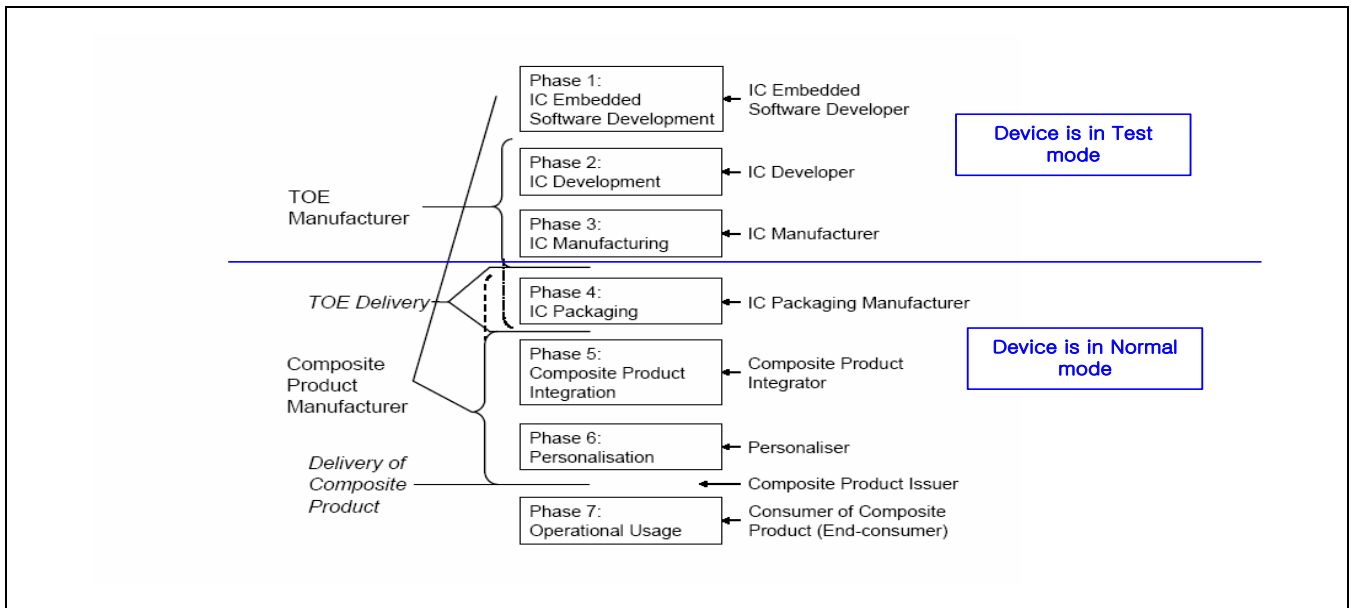 Phase 1:
IC Embedded
Software Development
IC Embedded
Software Developer
Device is in Test
mode
Phase 2:
IC Development
IC Developer
TOE
Manufacturer
Phase 3:
IC Manufacturing
IC Manufacturer
TOE Delivery
Phase 4:
IC Packaging
IC Packaging Manufacturer
Device is in Normal
mode
Composite
Product
Manufacturer
Phase 5:
Composite Product
Integration
Composite Product
Integrator
Phase 6:
Personalisation
Personaliser
Delivery of
Composite
Product
Composite Product Issuer
Phase 7:
Operational Usage
Consumer of Composite
Product (End-consumer)